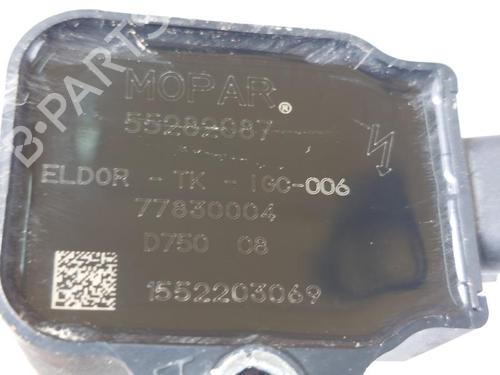 MOPAR®
55282087
ELDOR - TK - IGC-006
77830004
D750 08
1552203069
B-PARTS